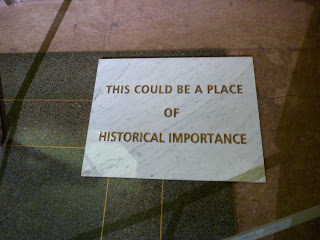 THIS COULD BE A PLACE
OF
HISTORICAL IMPORTANCE